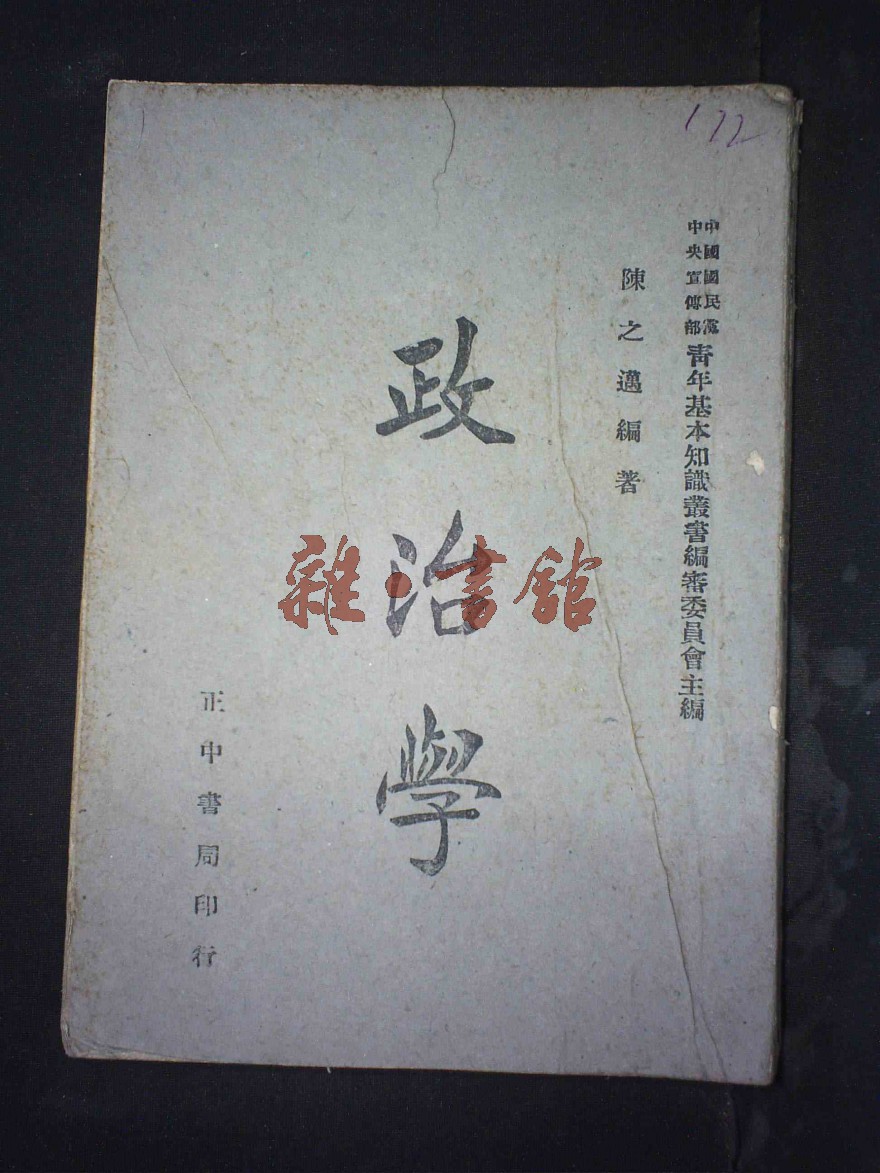 172
中國國民黨
中央宣傳部
青年基本知識叢書編審委員會主編
陳之邁編著
政治學
正中書局印行
雜·書館